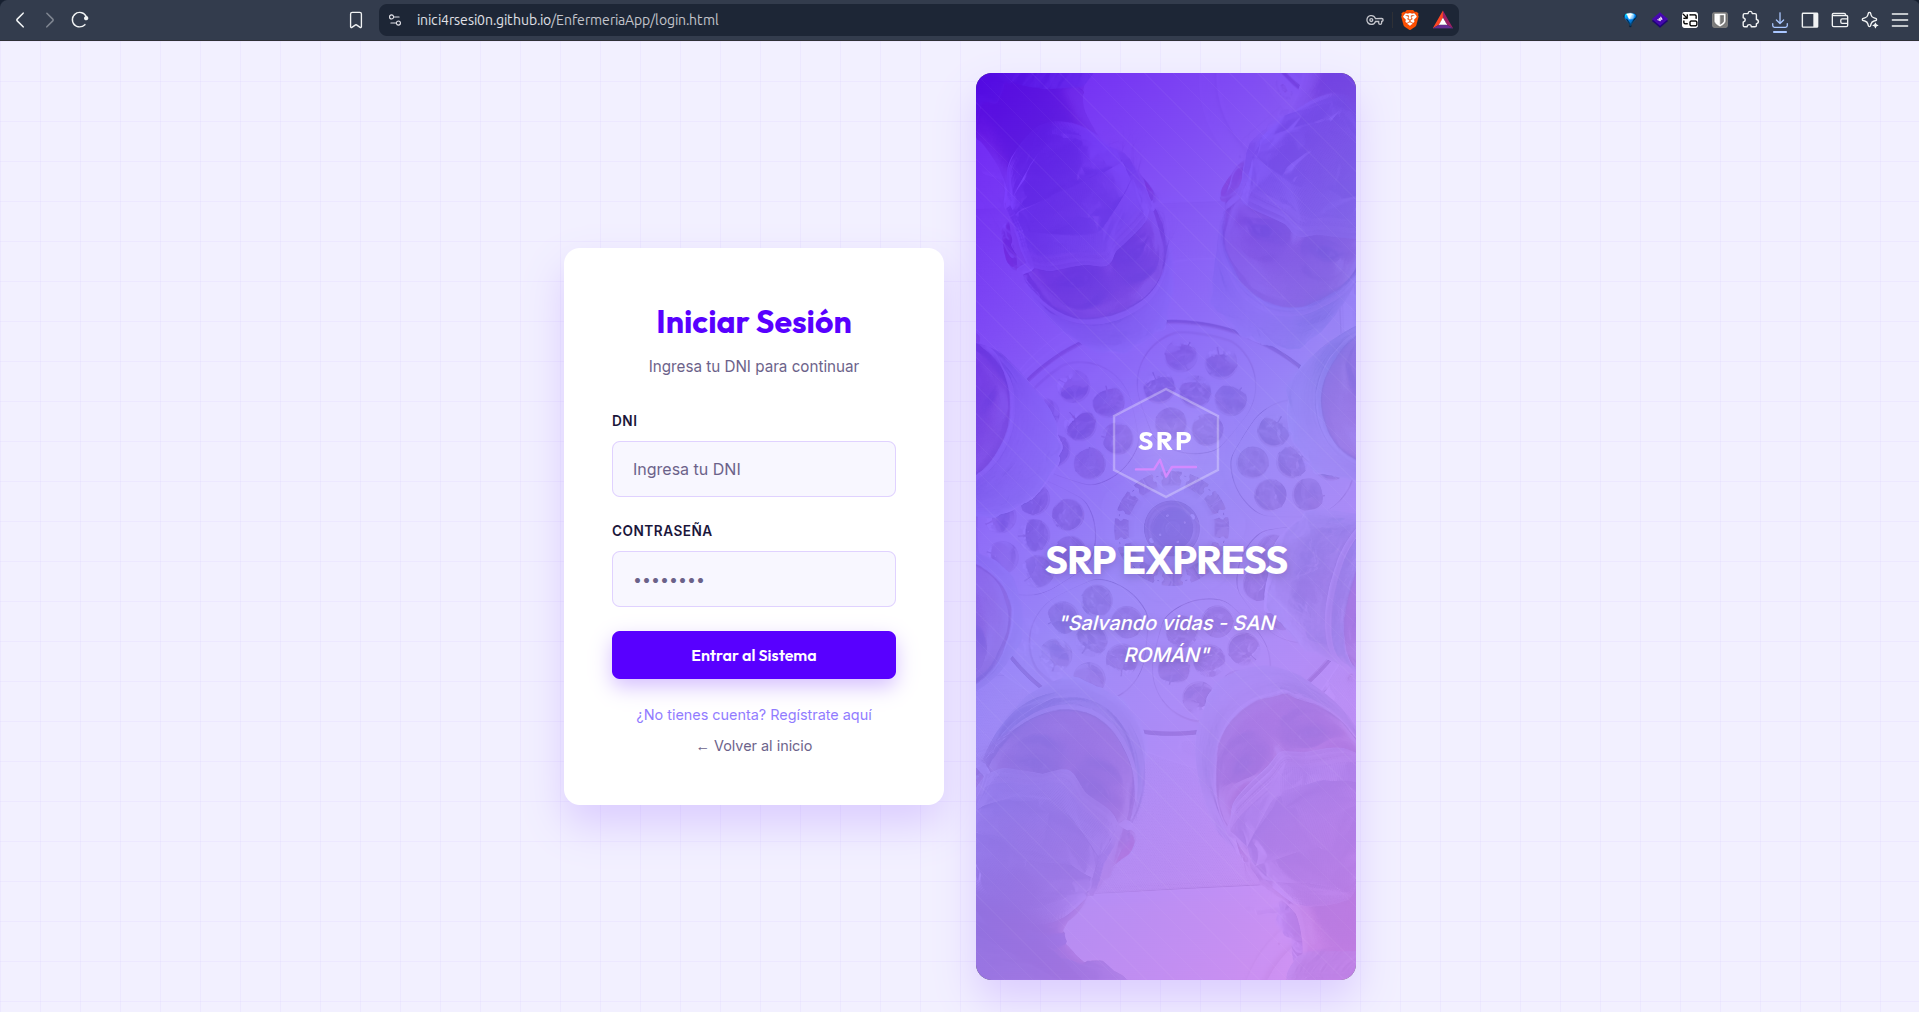 inici4rsesi0n.github.io/EnfermeriaApp/login.html
Iniciar Sesión
Ingresa tu DNI para continuar
DNI
Ingresa tu DNI
CONTRASEÑA
••••••••
Entrar al Sistema
¿No tienes cuenta? Regístrate aquí
← Volver al inicio
SRP
SRP EXPRESS
"Salvando vidas - SAN
ROMÁN"